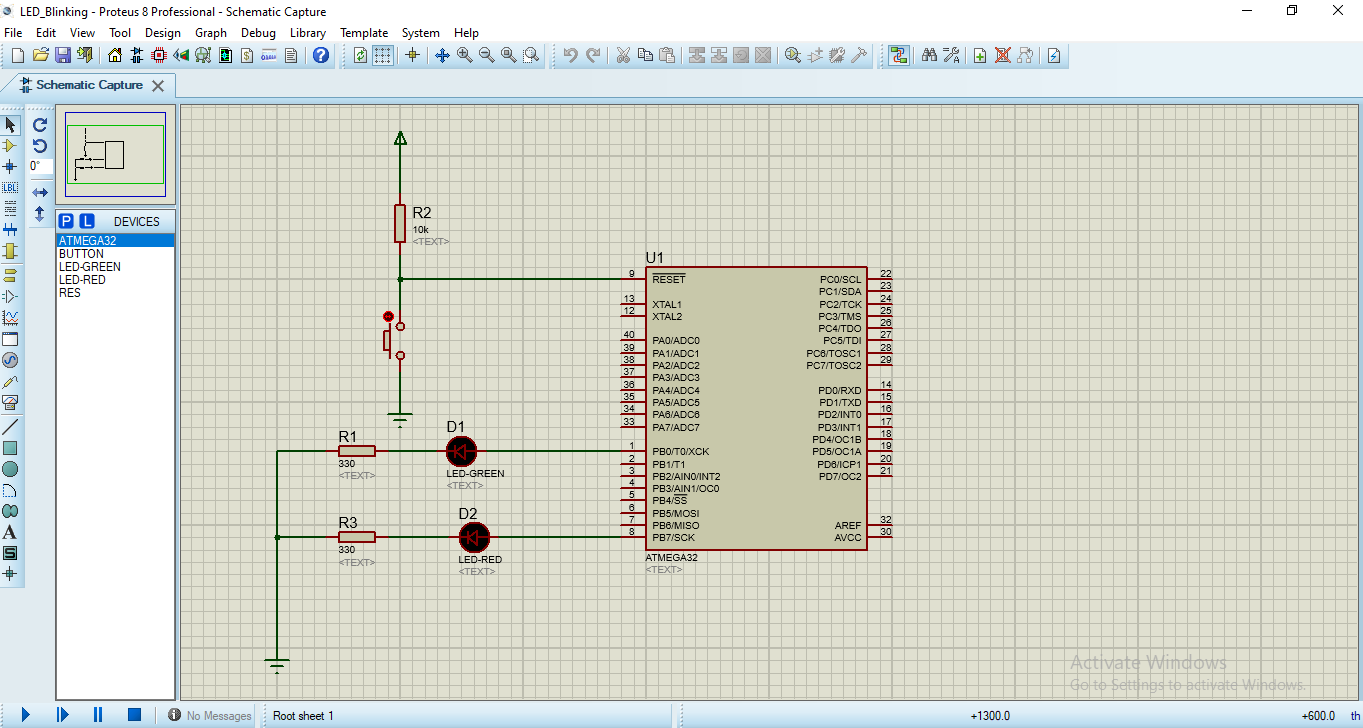 LED_Blinking - Proteus 8 Professional - Schematic Capture
File Edit View Tool Design Graph Debug Library Template System Help
Schematic Capture
LBL
0°
P L DEVICES
ATMEGA32
BUTTON
LED-GREEN
LED-RED
RES
A
S
R2
10k
<TEXT>
R1
330
<TEXT>
D1
LED-GREEN
<TEXT>
R3
330
<TEXT>
D2
LED-RED
<TEXT>
U1
9 RESET
13 XTAL1
12 XTAL2
40 PA0/ADC0
39 PA1/ADC1
38 PA2/ADC2
37 PA3/ADC3
36 PA4/ADC4
35 PA5/ADC5
34 PA6/ADC6
33 PA7/ADC7
1 PB0/T0/XCK
2 PB1/T1
3 PB2/AIN0/INT2
4 PB3/AIN1/OC0
5 PB4/SS
6 PB5/MOSI
7 PB6/MISO
8 PB7/SCK
PC0/SCL 22
PC1/SDA 23
PC2/TCK 24
PC3/TMS 25
PC4/TDO 26
PC5/TDI 27
PC6/TOSC1 28
PC7/TOSC2 29
PD0/RXD 14
PD1/TXD 15
PD2/INT0 16
PD3/INT1 17
PD4/OC1B 18
PD5/OC1A 19
PD6/ICP1 20
PD7/OC2 21
AREF 32
AVCC 30
ATMEGA32
<TEXT>
Activate Windows
Go to Settings to activate Windows.
No Messages
Root sheet 1
+1300.0
+600.0 th